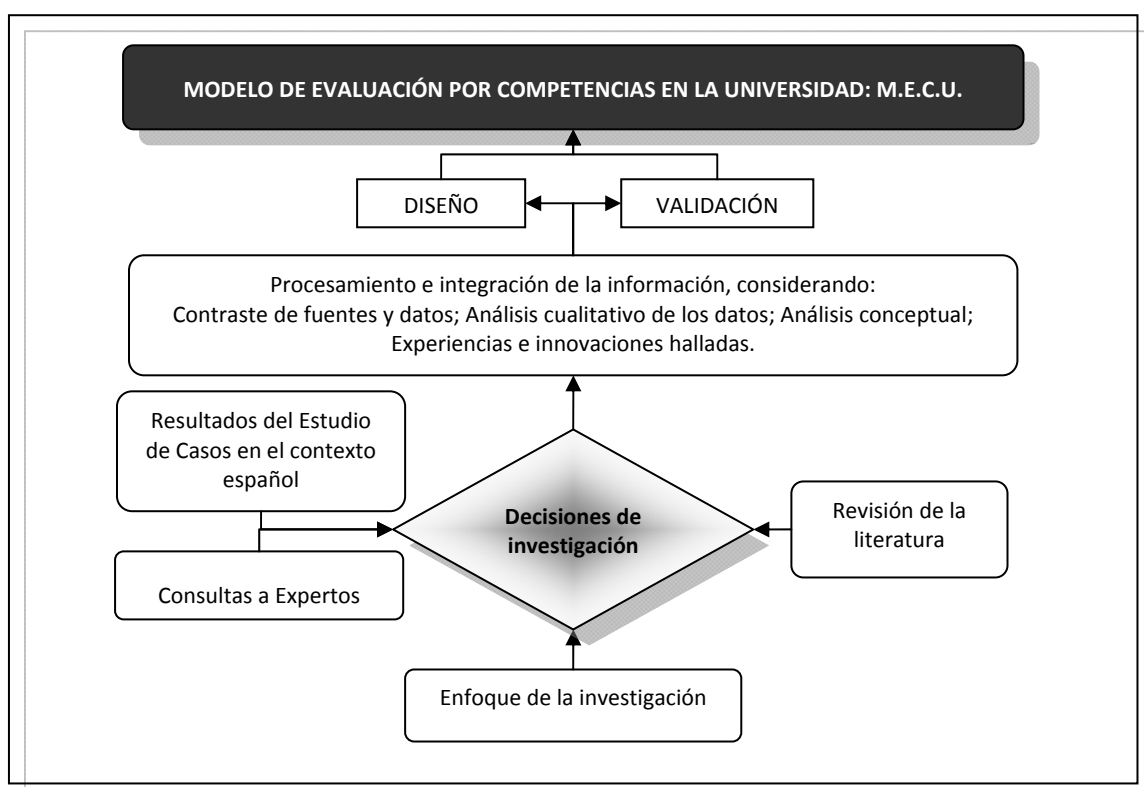 MODELO DE EVALUACIÓN POR COMPETENCIAS EN LA UNIVERSIDAD: M.E.C.U.
DISEÑO
VALIDACIÓN
Procesamiento e integración de la información, considerando:
Contraste de fuentes y datos; Análisis cualitativo de los datos; Análisis conceptual;
Experiencias e innovaciones halladas.
Resultados del Estudio
de Casos en el contexto
español
Decisiones de
investigación
Revisión de la
literatura
Consultas a Expertos
Enfoque de la investigación